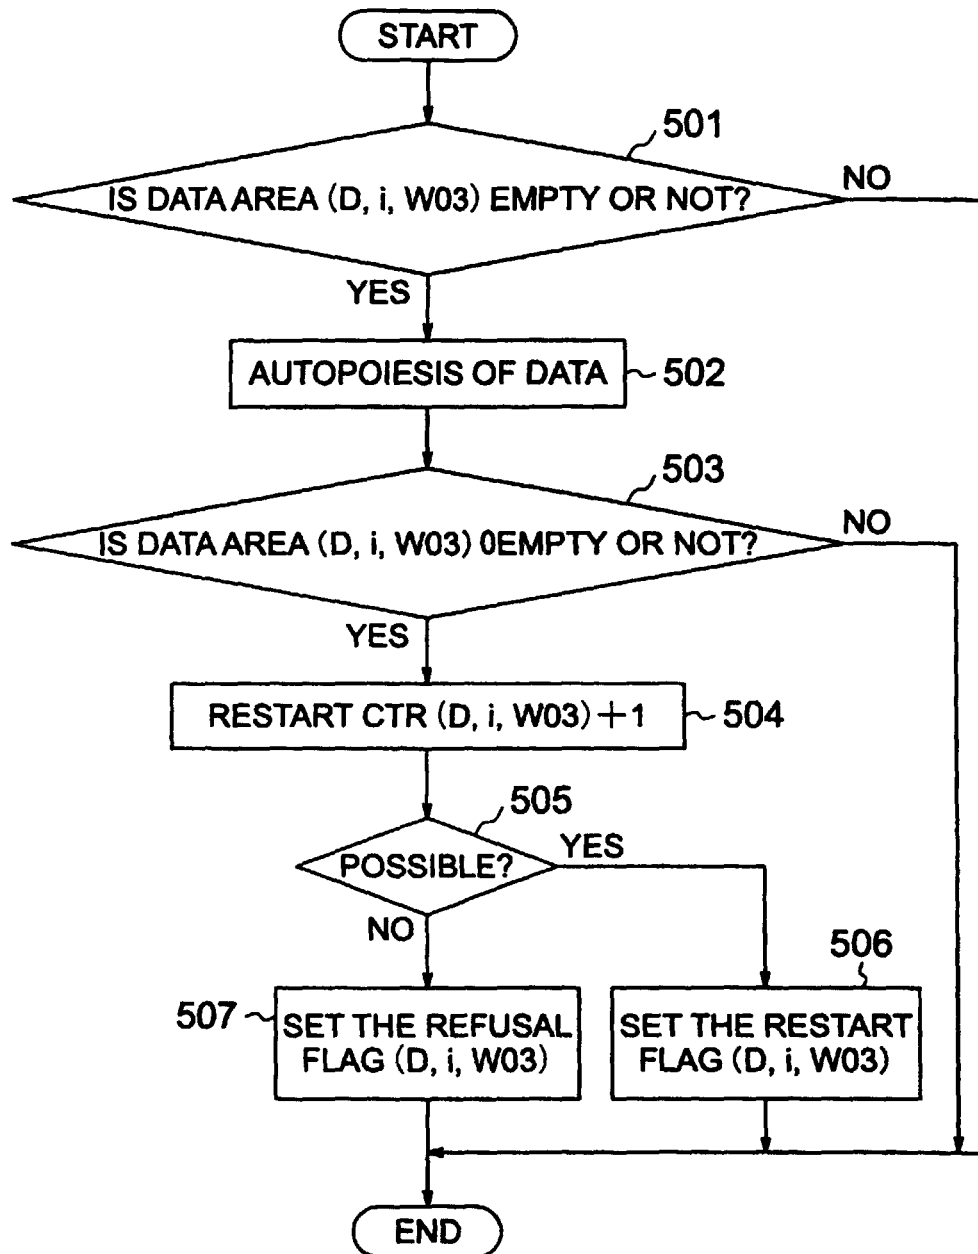 START
501
IS DATA AREA (D, i, W03) EMPTY OR NOT?
NO
YES
AUTOPOIESIS OF DATA
502
503
IS DATA AREA (D, i, W03) 0EMPTY OR NOT?
NO
YES
RESTART CTR (D, i, W03)+1
504
505
POSSIBLE?
YES
NO
506
507
SET THE REFUSAL
FLAG (D, i, W03)
SET THE RESTART
FLAG (D, i, W03)
END